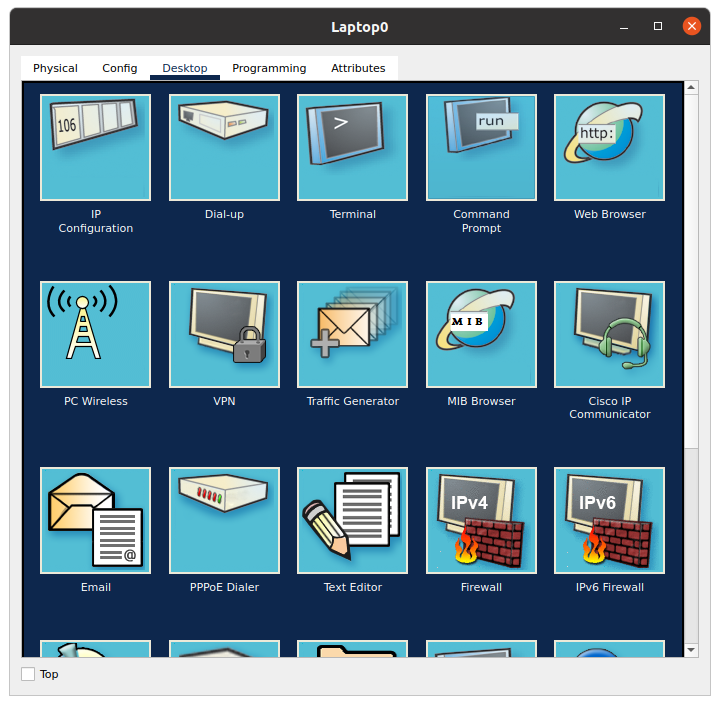 Laptop0
Physical Config Desktop Programming Attributes
106
>
run
http:
IP
Configuration
Dial-up
Terminal
Command
Prompt
Web Browser
MIB
PC Wireless
VPN
Traffic Generator
MIB Browser
Cisco IP
Communicator
@
IPv4
IPv6
Email
PPPoE Dialer
Text Editor
Firewall
IPv6 Firewall
Top